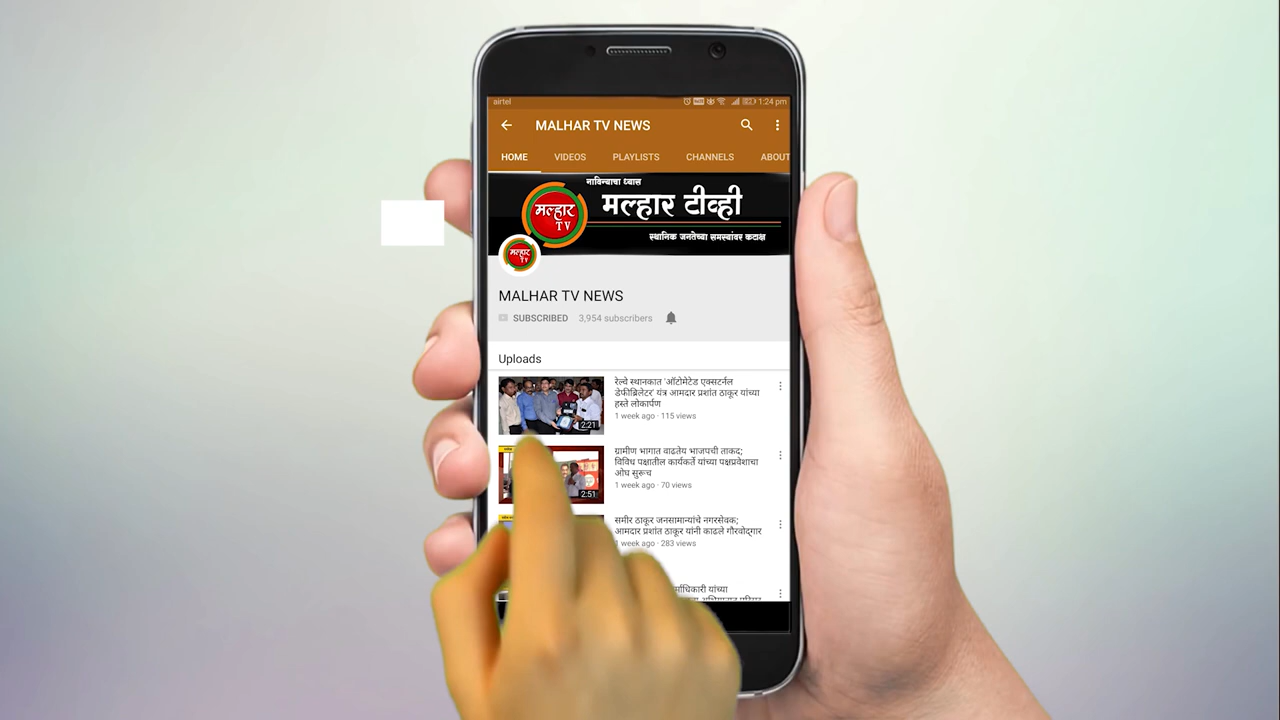 airtel 1:24 pm
MALHAR TV NEWS
HOME VIDEOS PLAYLISTS CHANNELS ABOUT
नाविन्याचा ध्यास
मल्हार टीव्ही
स्थानिक जनतेच्या समस्यांवर कटाक्ष
मल्हार
TV
मल्हार
TV
MALHAR TV NEWS
SUBSCRIBED 3,954 subscribers
Uploads
रेल्वे स्थानकात 'ऑटोमेटेड एक्सटर्नल
डेफीब्रिलेटर' यंत्र आमदार प्रशांत ठाकूर यांच्या
हस्ते लोकार्पण
1 week ago · 115 views
2:21
ग्रामीण भागात वाढतेय भाजपची ताकद;
विविध पक्षातील कार्यकर्ते यांच्या पक्षप्रवेशाचा
ओघ सुरूच
1 week ago · 70 views
2:51
समीर ठाकूर जनसामान्यांचे नगरसेवक;
आमदार प्रशांत ठाकूर यांनी काढले गौरवोद्गार
1 week ago · 283 views
यांच्या